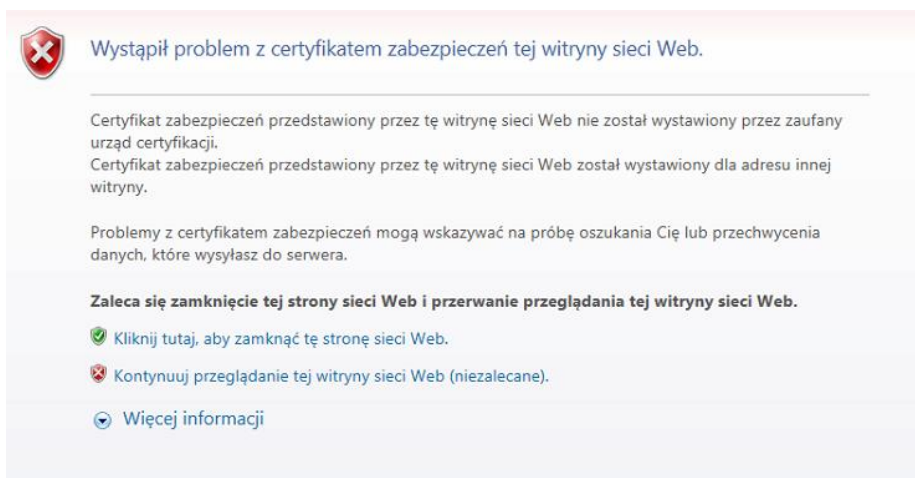 Wystąpił problem z certyfikatem zabezpieczeń tej witryny sieci Web.
Certyfikat zabezpieczeń przedstawiony przez tę witrynę sieci Web nie został wystawiony przez zaufany
urząd certyfikacji.
Certyfikat zabezpieczeń przedstawiony przez tę witrynę sieci Web został wystawiony dla adresu innej
witryny.
Problemy z certyfikatem zabezpieczeń mogą wskazywać na próbę oszukania Cię lub przechwycenia
danych, które wysyłasz do serwera.
Zaleca się zamknięcie tej strony sieci Web i przerwanie przeglądania tej witryny sieci Web.
Kliknij tutaj, aby zamknąć tę stronę sieci Web.
Kontynuuj przeglądanie tej witryny sieci Web (niezalecane).
Więcej informacji